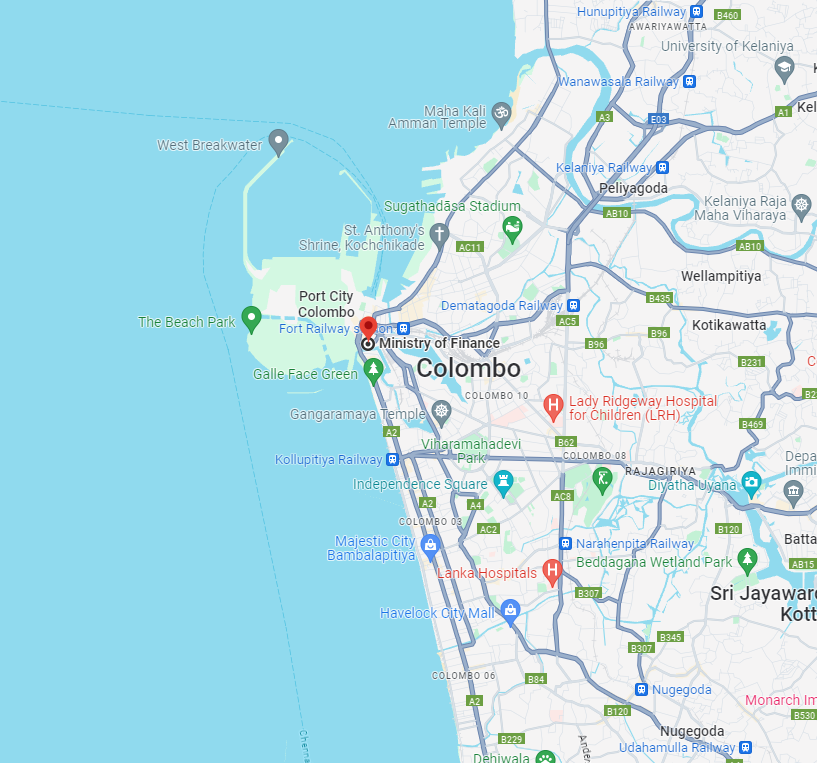 Hunupitiya Railway
B460
AWARIYAWATTA
University of Kelaniya
Wanawasala Railway
Kel
A1
Maha Kali
Amman Temple
A3
E03
West Breakwater
Kelaniya Railway
Peliyagoda
Sugathadāsa Stadium
Kelaniya Raja
Maha Viharaya
AB10
St. Anthony's
Shrine, Kochchikade
AC11
AB10
Wellampitiya
Port City
Colombo
Dematagoda Railway
B435
The Beach Park
AC5
Kotikawatta
Fort Railway
B96
Ministry of Finance
B96
Colombo
B231
Galle Face Green
COLOMBO 10
Lady Ridgeway Hospital
for Children (LRH)
Gangaramaya Temple
A2
B469
Viharamahadevi
Park
B62
COLOMBO 08
Kollupitiya Railway
RAJAGIRIYA
Depa
Immi
Independence Square
Diyatha Uyana
A2
A4
AC8
COLOMBO 03
AC2
B120
Majestic City
Bambalapitiya
Narahenpita Railway
Batta
Beddagana Wetland Park
AB15
Lanka Hospitals
B307
Sri Jayaward
Kott
Havelock City Mall
B345
B307
COLOMBO 06
B84
Nugegoda
A2
Monarch Im
B120
B530
Nugegoda
B229
Udahamulla Railway
Dehiwala
Ander
Chenna